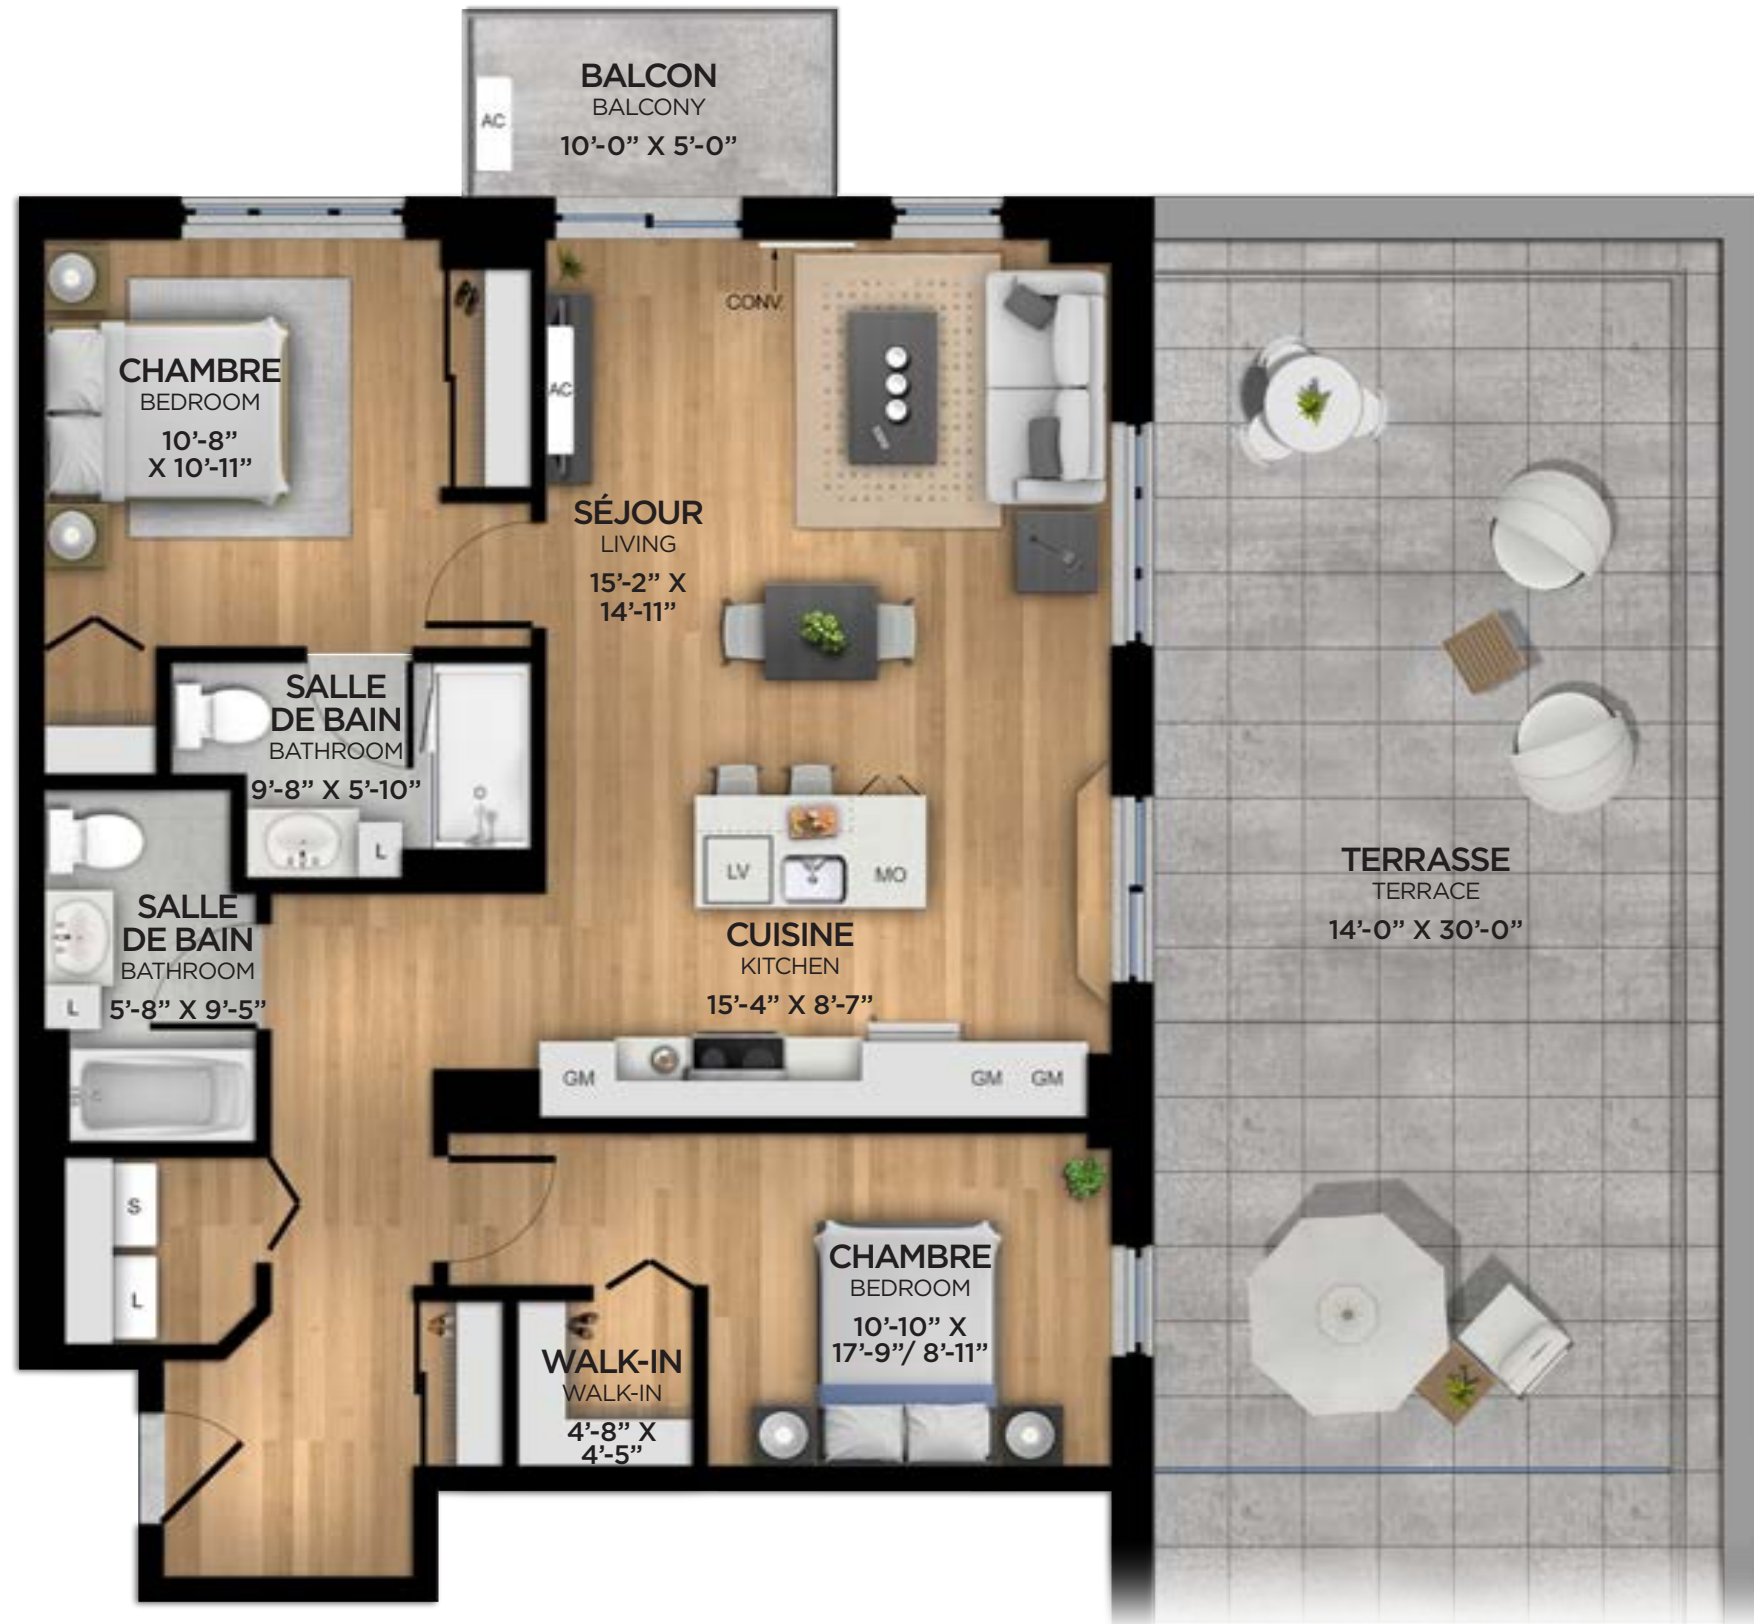 BALCON
BALCONY
10'-0” X 5'-0”
AC
CHAMBRE
BEDROOM
10'-8”
X 10'-11”
CONV.
AC
SÉJOUR
LIVING
15'-2” X
14'-11”
SALLE
DE BAIN
BATHROOM
9'-8” X 5'-10”
L
SALLE
DE BAIN
BATHROOM
5'-8” X 9'-5”
L
LV
MO
CUISINE
KITCHEN
15'-4” X 8'-7”
GM
GM
GM
TERRASSE
TERRACE
14'-0” X 30'-0”
S
L
CHAMBRE
BEDROOM
10'-10” X
17'-9”/ 8'-11”
WALK-IN
WALK-IN
4'-8” X
4'-5”